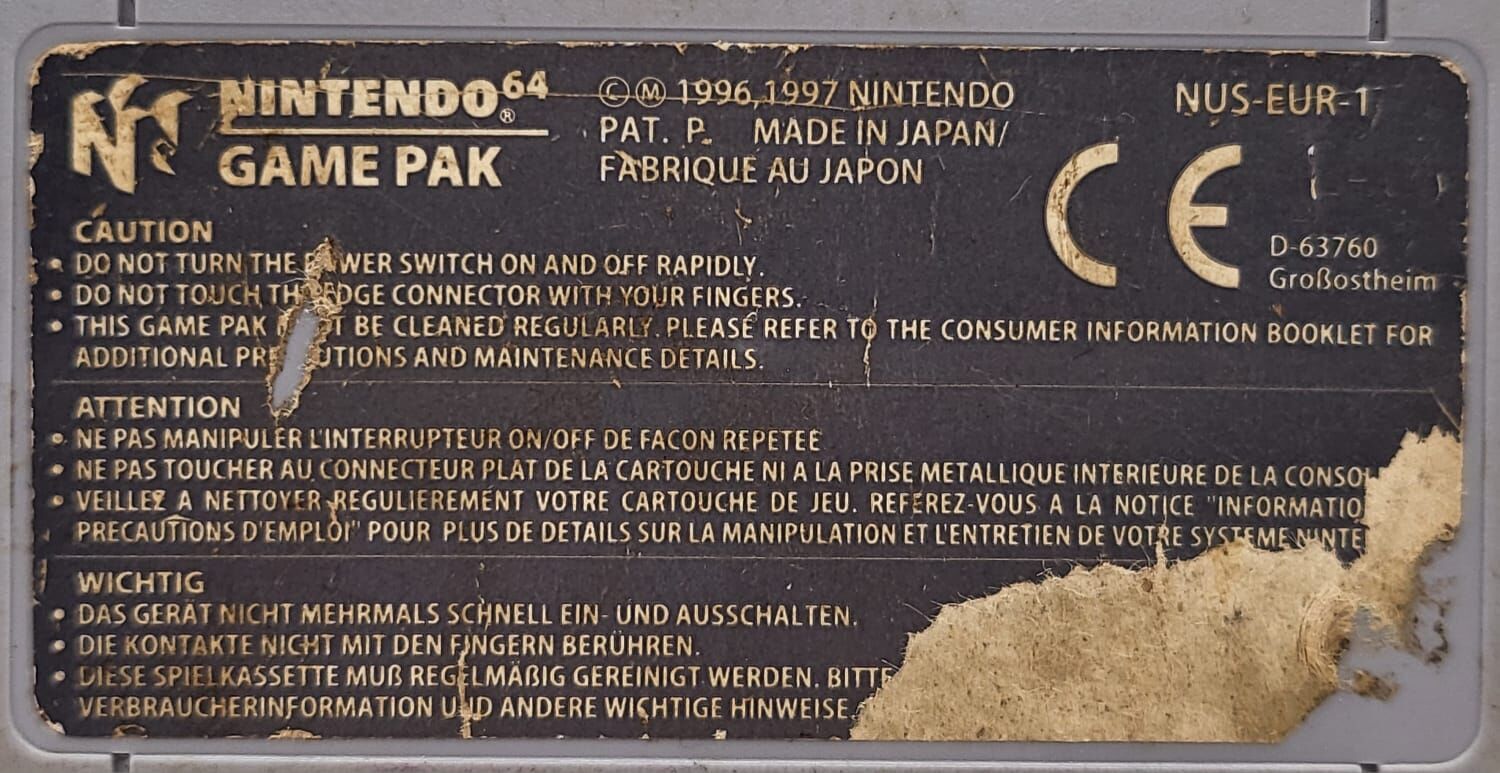 NINTENDO64®
GAME PAK
©Ⓜ 1996,1997 NINTENDO
PAT. P. MADE IN JAPAN/
FABRIQUE AU JAPON
NUS-EUR-1
CE
D-63760
Großostheim
CAUTION
• DO NOT TURN THE SWITCH ON AND OFF RAPIDLY.
• DO NOT TOUCH THE EDGE CONNECTOR WITH YOUR FINGERS.
• THIS GAME PAK BE CLEANED REGULARLY. PLEASE REFER TO THE CONSUMER INFORMATION BOOKLET FOR
ADDITIONAL AND MAINTENANCE DETAILS.
ATTENTION
• NE PAS MANIPULER L'INTERRUPTEUR ON/OFF DE FACON REPETEE
• NE PAS TOUCHER AU CONNECTEUR PLAT DE LA CARTOUCHE NI A LA PRISE METALLIQUE INTERIEURE DE LA
• VEILLEZ A NETTOYER REGULIEREMENT VOTRE CARTOUCHE DE JEU. REFEREZ-VOUS A LA NOTICE
PRECAUTIONS D'EMPLOI" POUR PLUS DE DETAILS SUR LA MANIPULATION ET L'ENTRETIEN DE VOTRE SYSTEME
WICHTIG
• DAS GERÄT NICHT MEHRMALS SCHNELL EIN- UND AUSSCHALTEN.
• DIE KONTAKTE NICHT MIT DEN FINGERN BERÜHREN.
• DIESE SPIELKASSETTE MUß REGELMÄßIG GEREINIGT WERDEN. BITTE
VERBRAUCHERINFORMATION UND ANDERE WICHTIGE HINWEISE